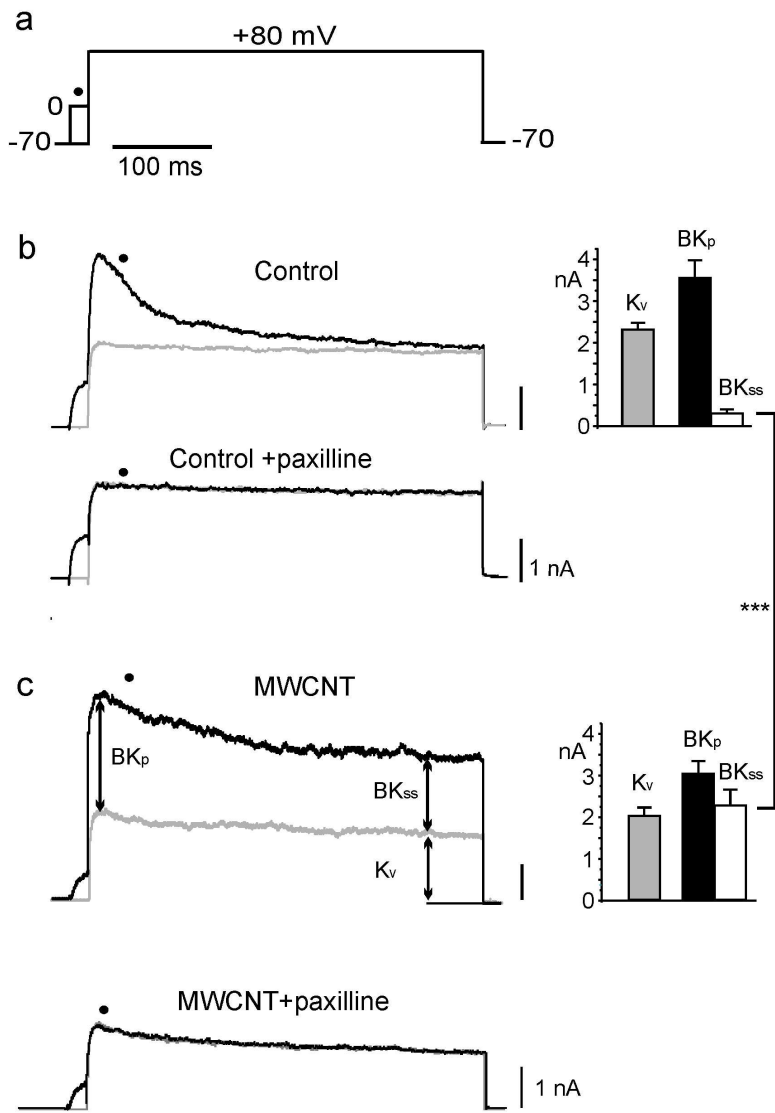 a
+80 mV
0
-70
-70
100 ms
b
Control
4
nA
3
2
1
0
Kv
BKp
BKss
Control +paxilline
1 nA
***
c
MWCNT
BKp
BKss
Kv
4
nA
3
2
1
0
Kv
BKp
BKss
MWCNT+paxilline
1 nA